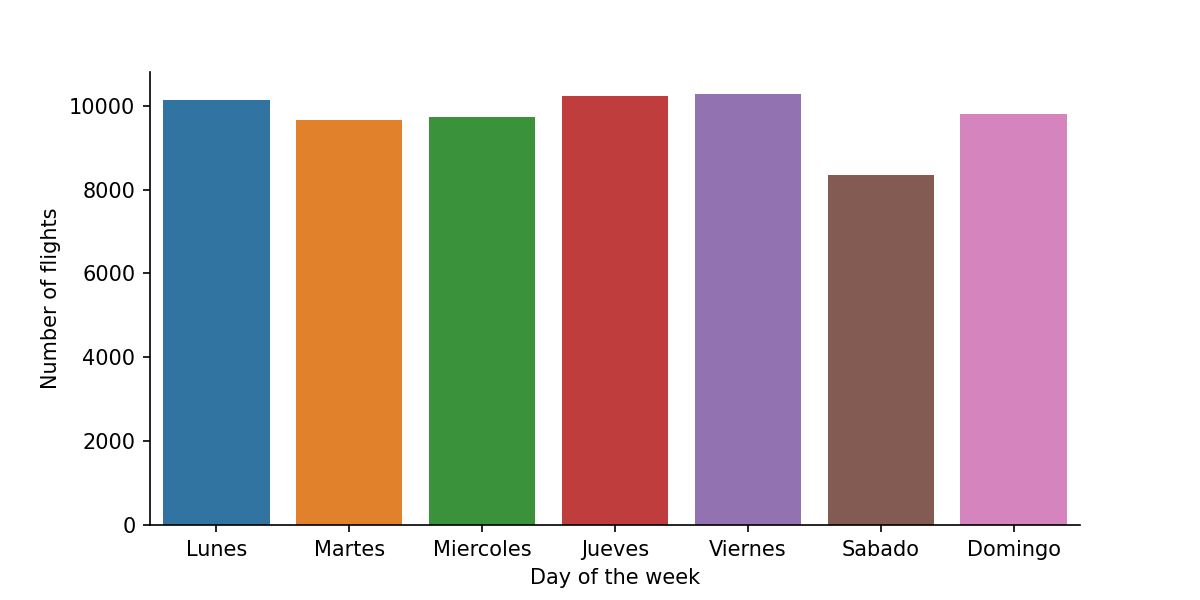 Number of flights
10000
8000
6000
4000
2000
0
Lunes Martes Miercoles Jueves Viernes Sabado Domingo
Day of the week